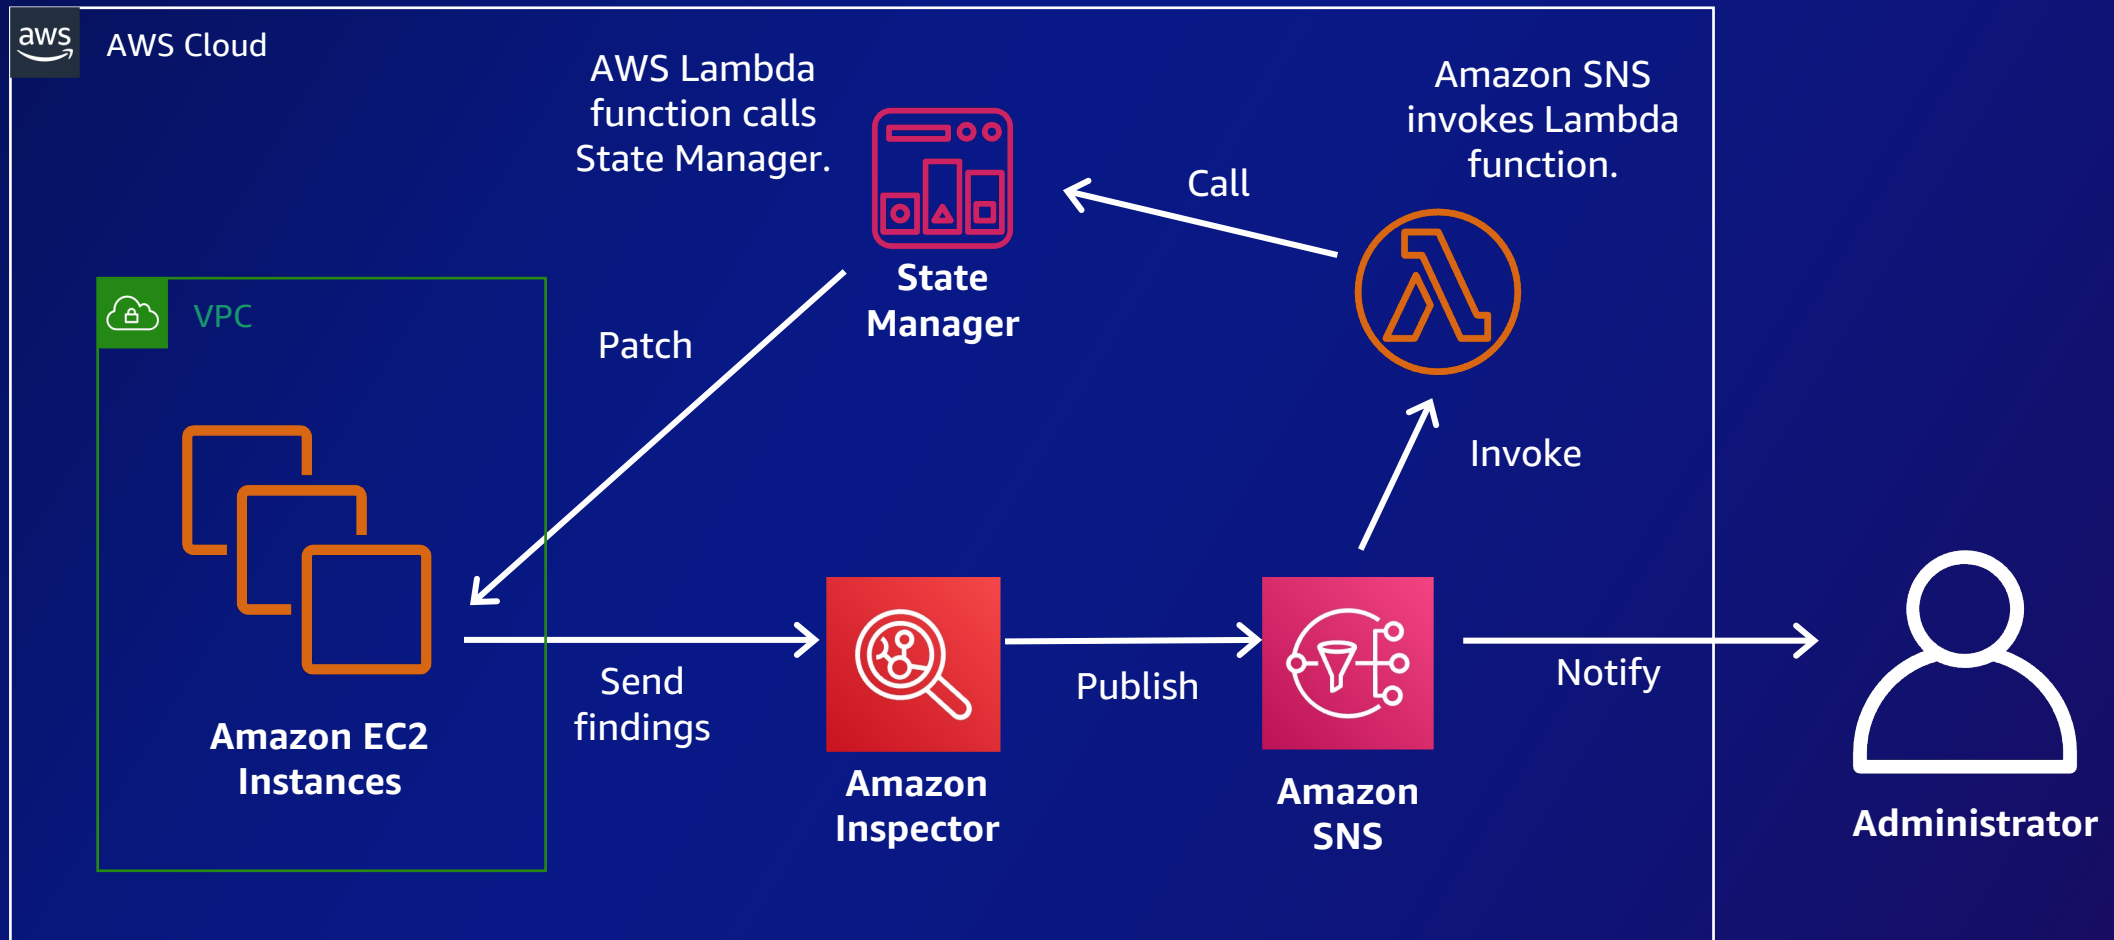 aws
AWS Cloud
AWS Lambda
function calls
State Manager.
Amazon SNS
invokes Lambda
function.
Call
State
Manager
VPC
Patch
Invoke
Send
findings
Publish
Notify
Amazon EC2
Instances
Amazon
Inspector
Amazon
SNS
Administrator